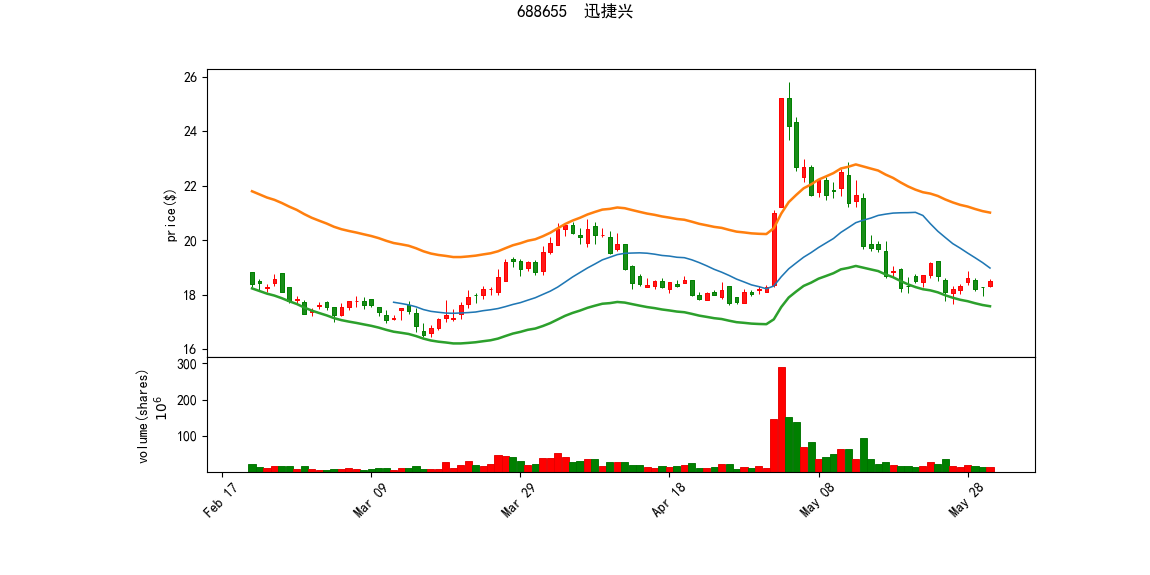 688655 迅捷兴
26
24
22
20
18
16
price($)
300
200
100
volume(shares)
10^6
Feb 17
Mar 09
Mar 29
Apr 18
May 08
May 28